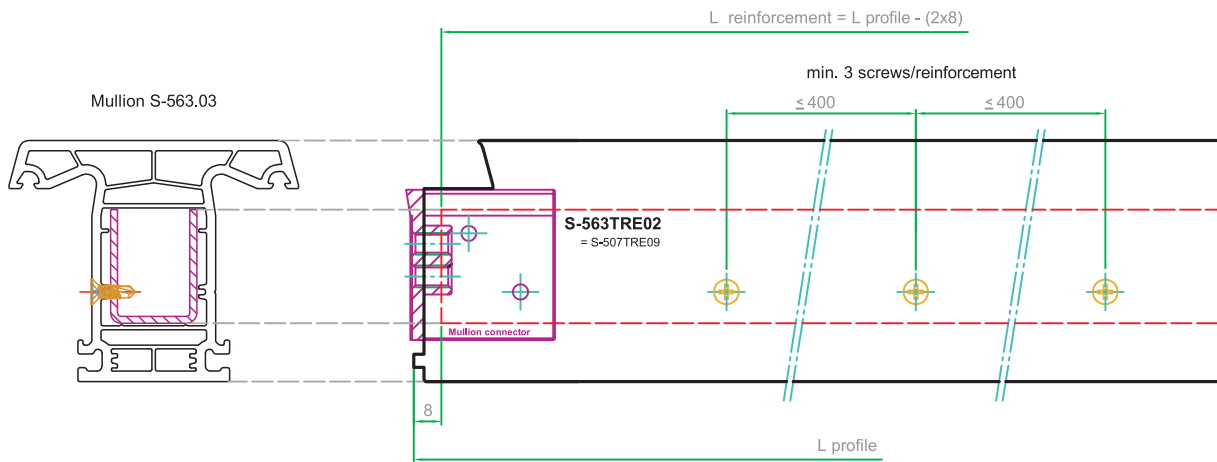 L reinforcement = L profile - (2x8)
min. 3 screws/reinforcement
Mullion S-563.03
≤400
≤400
S-563TRE02
= S-507TRE09
Mullion connector
8
L profile